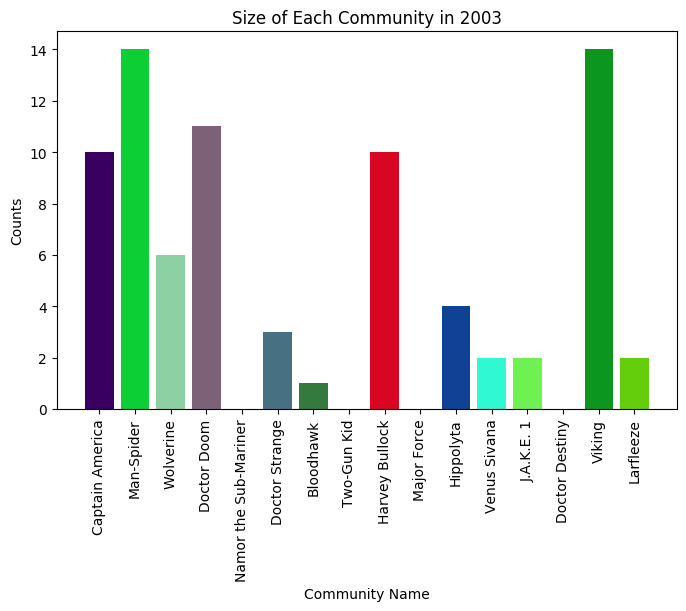 Size of Each Community in 2003
Counts
14
12
10
8
6
4
2
0
Captain America
Man-Spider
Wolverine
Doctor Doom
Namor the Sub-Mariner
Doctor Strange
Bloodhawk
Two-Gun Kid
Harvey Bullock
Major Force
Hippolyta
Venus Sivana
J.A.K.E. 1
Doctor Destiny
Viking
Larfleeze
Community Name